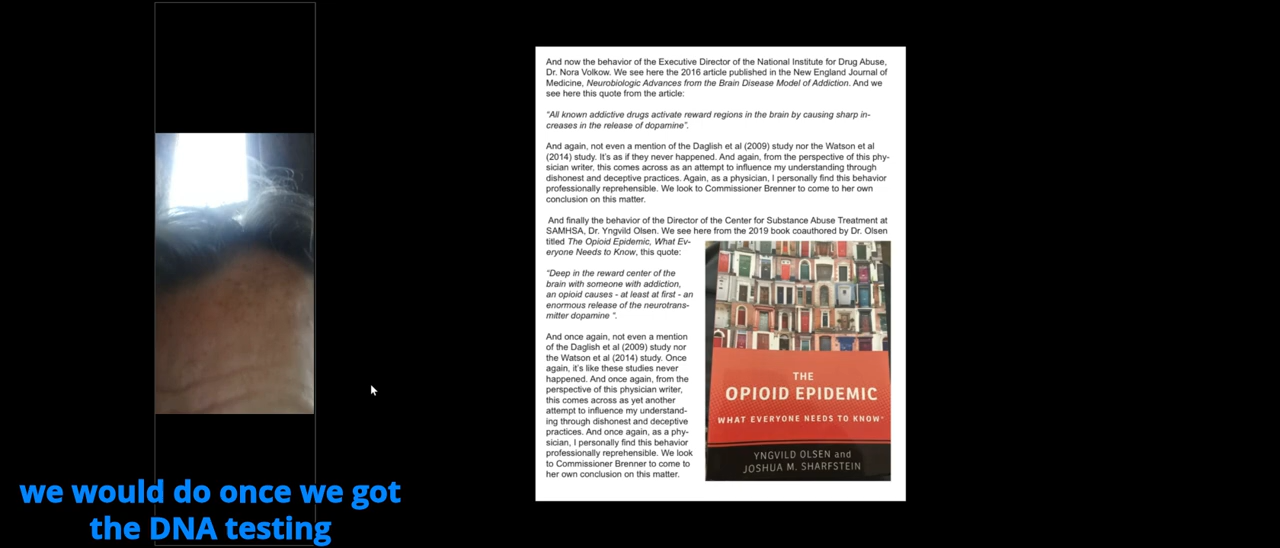 And now the behavior of the Executive Director of the National Institute for Drug Abuse,
Dr. Nora Volkow. We see here the 2016 article published in the New England Journal of
Medicine, Neurobiologic Advances from the Brain Disease Model of Addiction. And we
see here this quote from the article:
“All known addictive drugs activate reward regions in the brain by causing sharp in-
creases in the release of dopamine”.
And again, not even a mention of the Daglish et al (2009) study nor the Watson et al
(2014) study. It’s as if they never happened. And again, from the perspective of this phy-
sician writer, this comes across as an attempt to influence my understanding through
dishonest and deceptive practices. Again, as a physician, I personally find this behavior
professionally reprehensible. We look to Commissioner Brenner to come to her own
conclusion on this matter.
And finally the behavior of the Director of the Center for Substance Abuse Treatment at
SAMHSA, Dr. Yngvild Olsen. We see here from the 2019 book coauthored by Dr. Olsen
titled The Opioid Epidemic, What Ev-
eryone Needs to Know, this quote:
“Deep in the reward center of the
brain with someone with addiction,
an opioid causes - at least at first - an
enormous release of the neurotrans-
mitter dopamine ”.
And once again, not even a mention
of the Daglish et al (2009) study nor
the Watson et al (2014) study. Once
again, it’s like these studies never
happened. And once again, from the
perspective of this physician writer,
this comes across as yet another
attempt to influence my understand-
ing through dishonest and deceptive
practices. And once again, as a phy-
sician, I personally find this behavior
professionally reprehensible. We look
to Commissioner Brenner to come to
her own conclusion on this matter.
THE
OPIOID EPIDEMIC
WHAT EVERYONE NEEDS TO KNOW®
YNGVILD OLSEN and
JOSHUA M. SHARFSTEIN
we would do once we got
the DNA testing